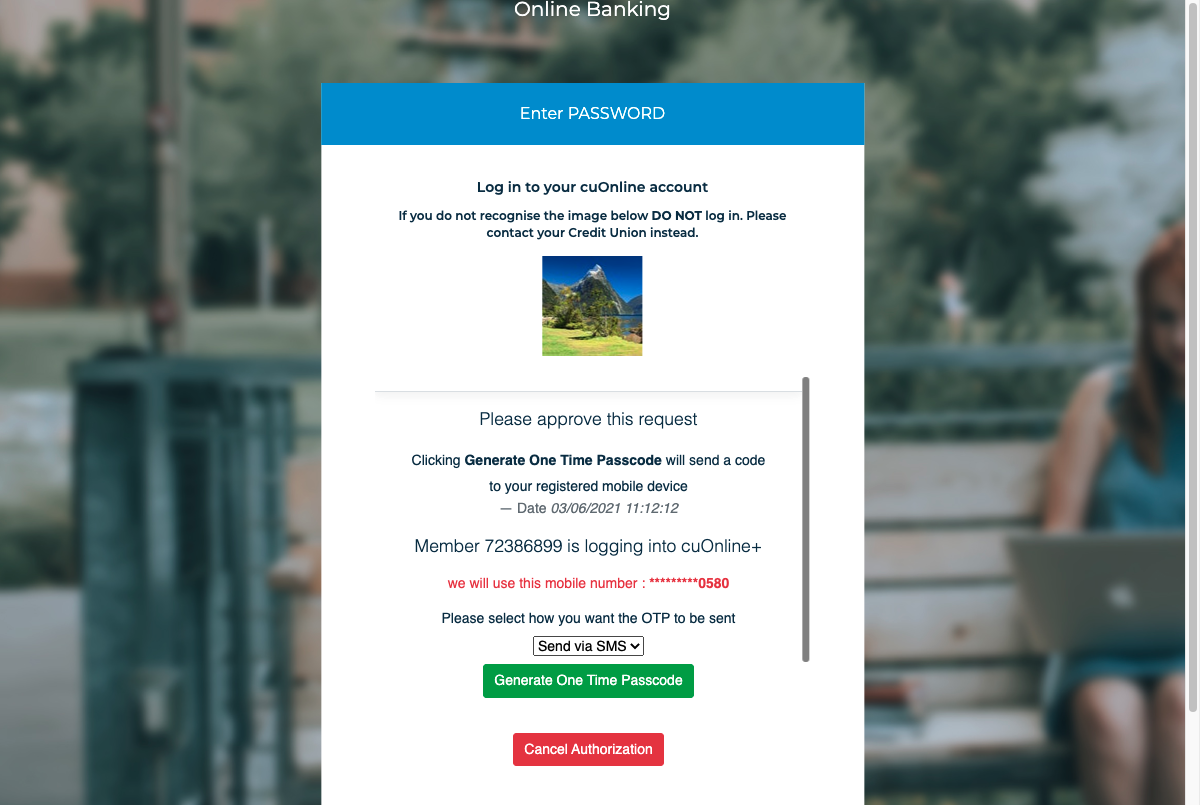 Online Banking
Enter PASSWORD
Log in to your cuOnline account
If you do not recognise the image below DO NOT log in. Please
contact your Credit Union instead.
Please approve this request
Clicking Generate One Time Passcode will send a code
to your registered mobile device
— Date 03/06/2021 11:12:12
Member 72386899 is logging into cuOnline+
we will use this mobile number : *********0580
Please select how you want the OTP to be sent
Send via SMS
Generate One Time Passcode
Cancel Authorization